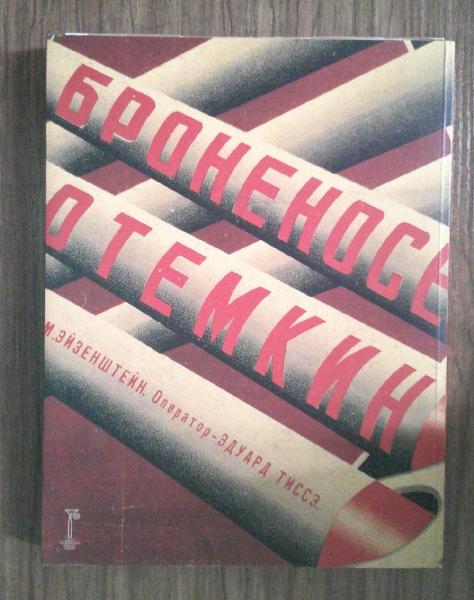 БРОНЕНОСЕ
ОТЕМКИН
М. ЭЙЗЕНШТЕЙН. Оператор-ЭДУАРД ТИССЭ.